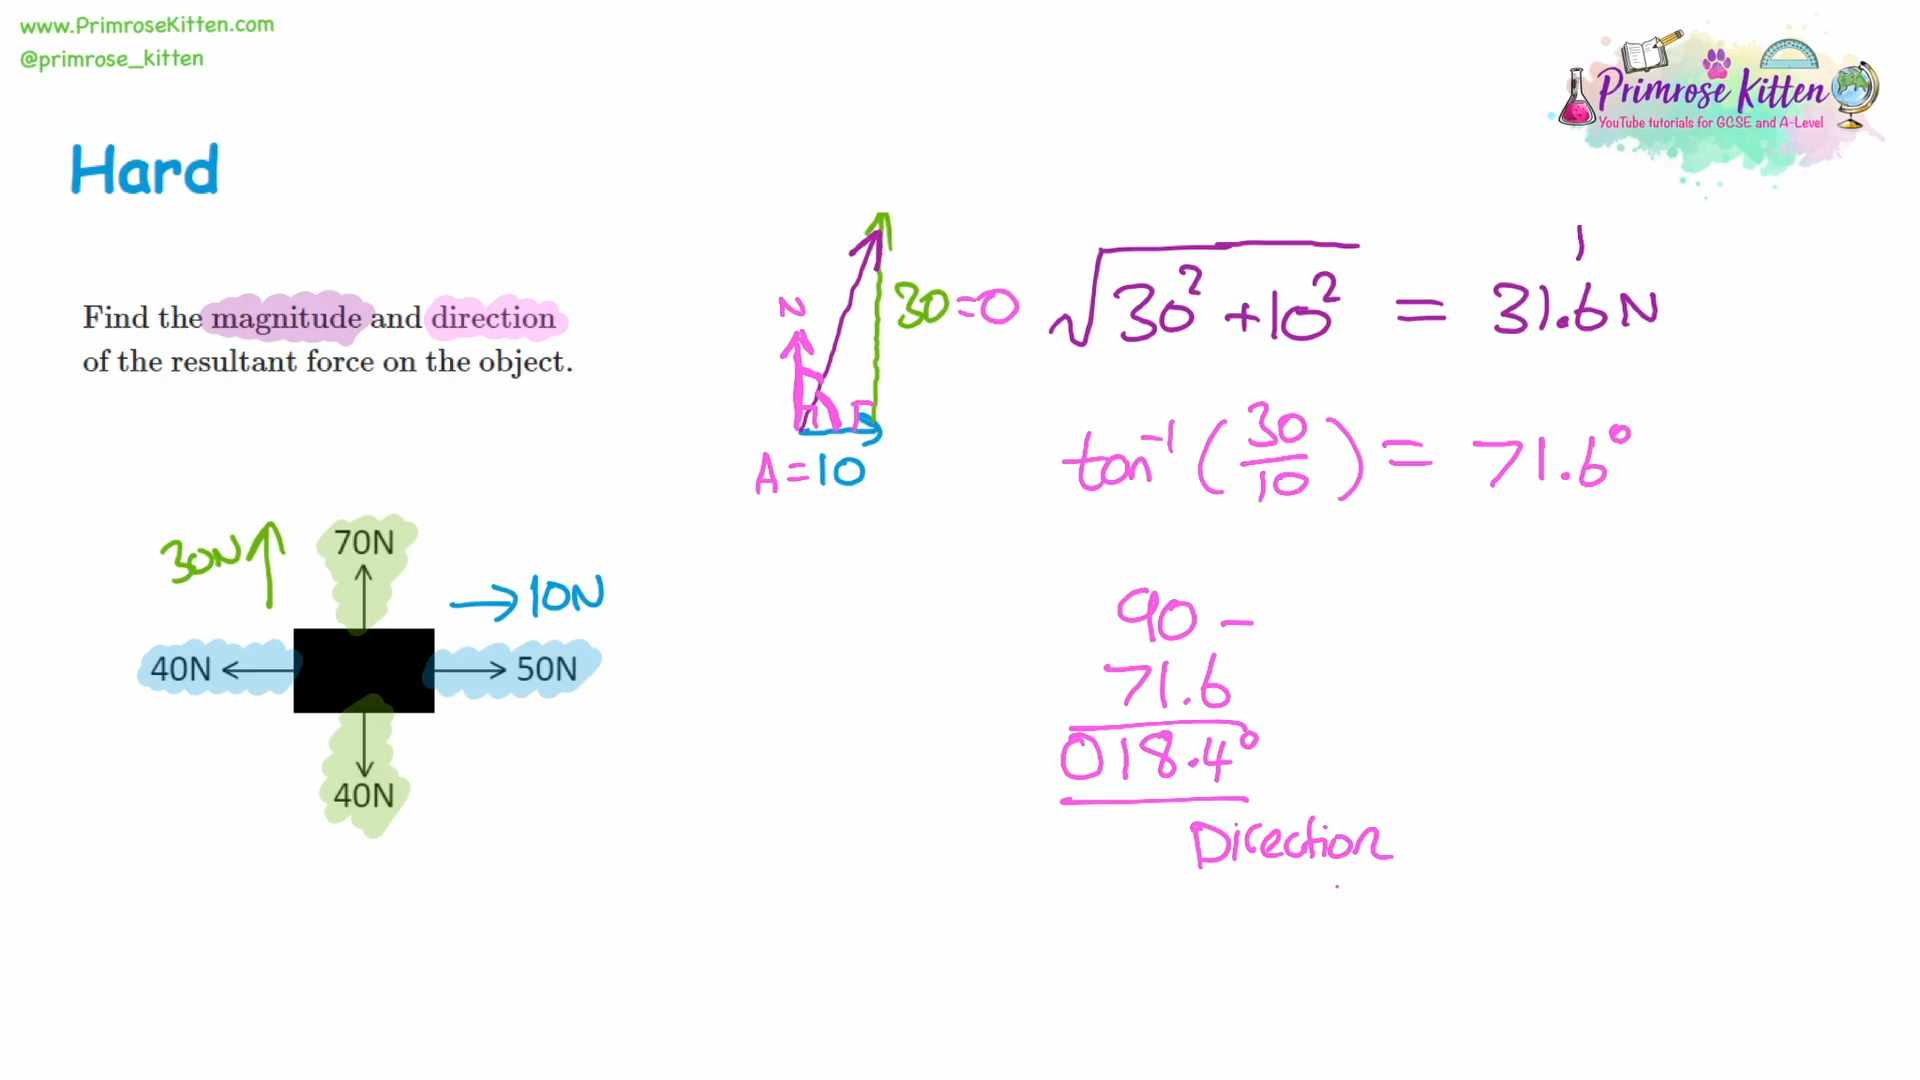 www.PrimroseKitten.com
@primrose_kitten
Primrose Kitten
YouTube tutorials for GCSE and A-Level
Hard
Find the magnitude and direction
of the resultant force on the object.
N
30=O
A=10
√30²+10² = 31.6N
tan⁻¹(30/10) = 71.6°
30N
70N
10N
40N
50N
40N
90 −
71.6
018.4°
Direction